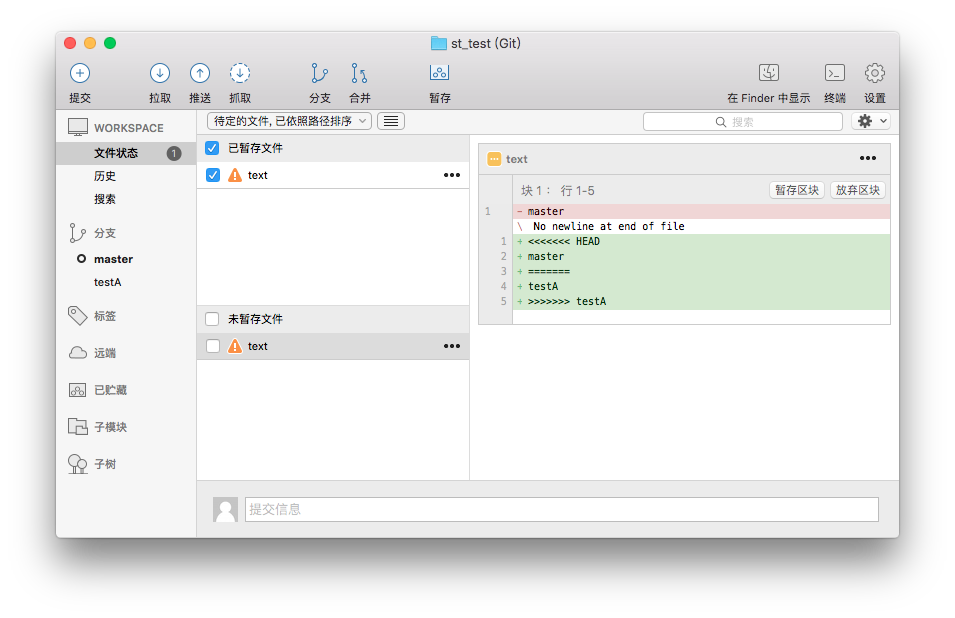 st_test (Git)
提交
拉取
推送
抓取
分支
合并
暂存
在 Finder 中显示
终端
设置
WORKSPACE
文件状态 1
历史
搜索
分支
master
testA
标签
远端
已贮藏
子模块
子树
待定的文件, 已依照路径排序
搜索
已暂存文件
text
未暂存文件
text
text
块 1： 行 1-5
暂存区块
放弃区块
1 - master
\ No newline at end of file
1 + <<<<<<< HEAD
2 + master
3 + =======
4 + testA
5 + >>>>>>> testA
提交信息